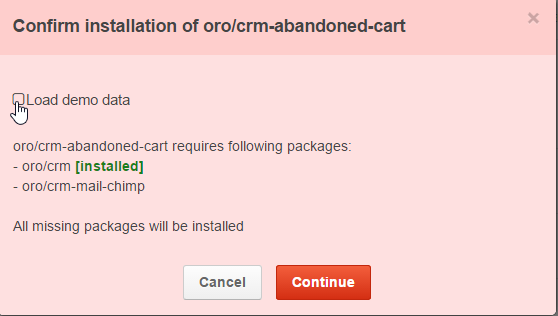 Confirm installation of oro/crm-abandoned-cart
×
Load demo data
oro/crm-abandoned-cart requires following packages:
- oro/crm [installed]
- oro/crm-mail-chimp
All missing packages will be installed
Cancel
Continue